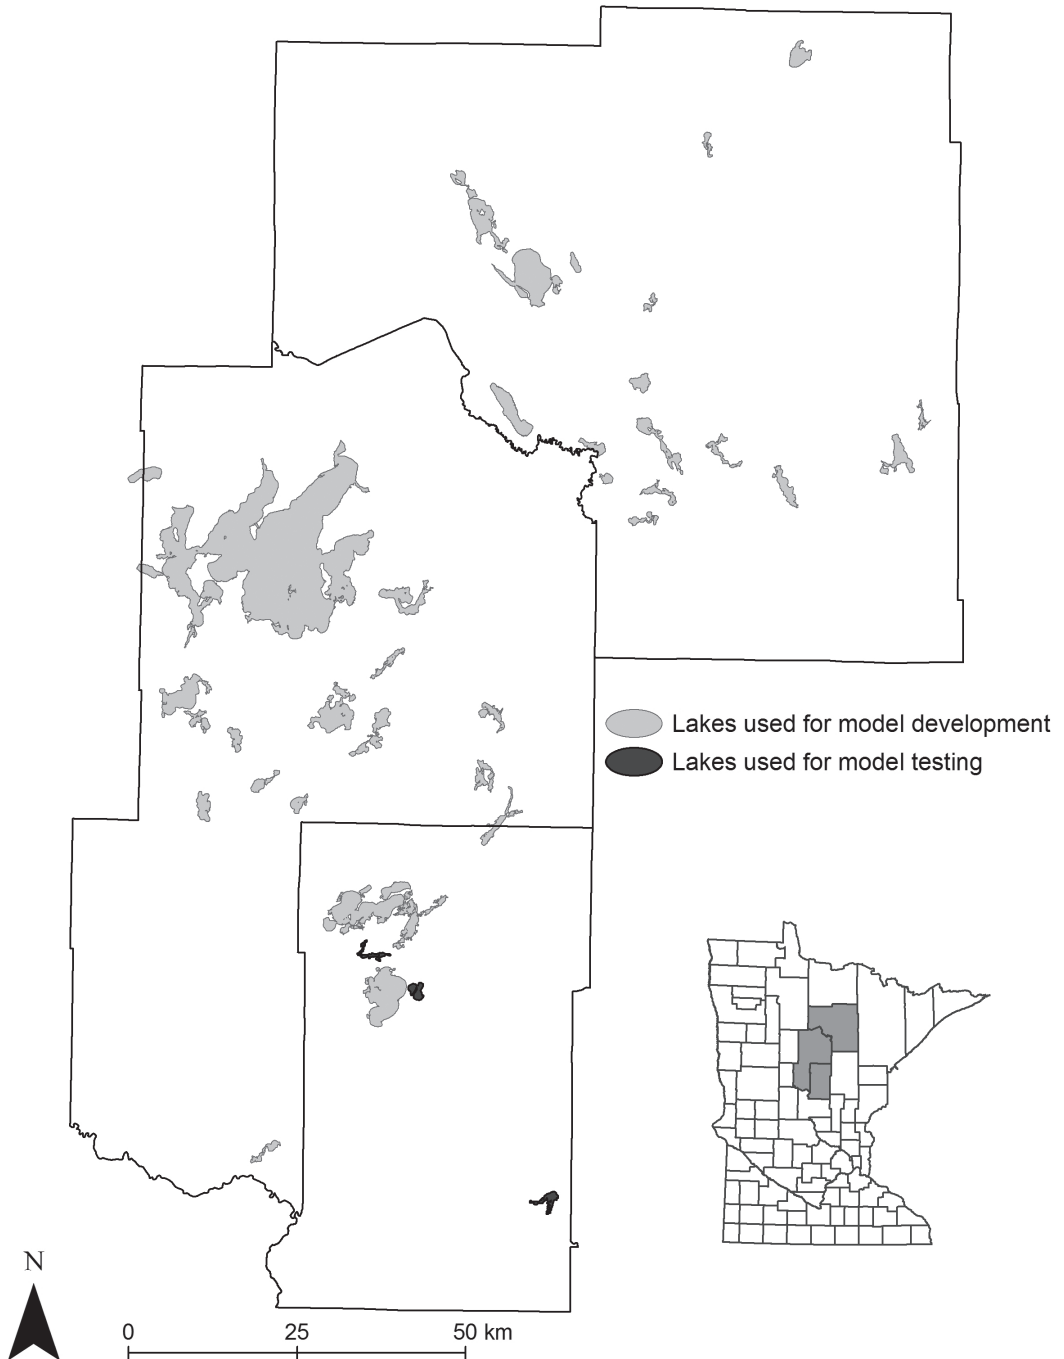 Lakes used for model development
Lakes used for model testing
N
0 25 50 km